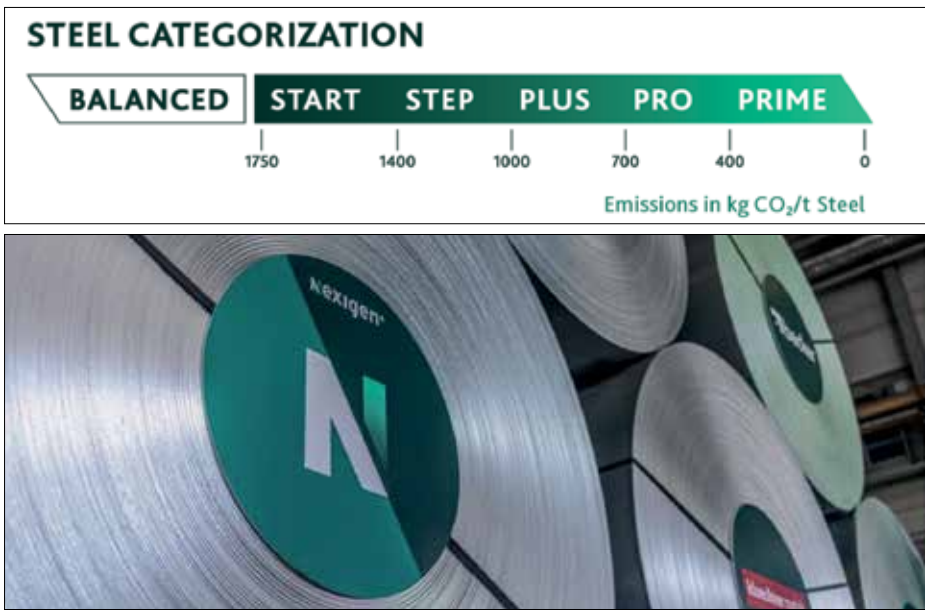 STEEL CATEGORIZATION
BALANCED START STEP PLUS PRO PRIME
1750 1400 1000 700 400 0
Emissions in kg CO₂/t Steel
Nexigen®
N